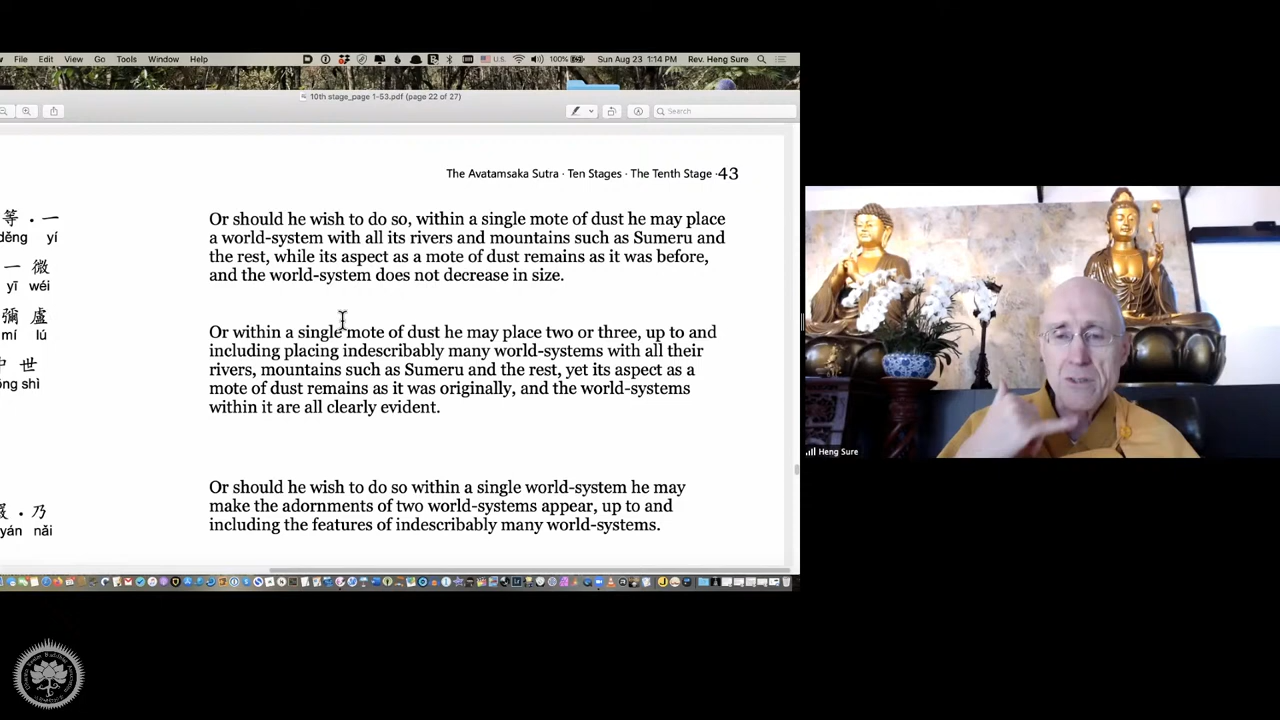 File Edit View Go Tools Window Help
U.S. 100% Sun Aug 23 1:14 PM Rev. Heng Sure
10th stage_page 1-53.pdf (page 22 of 27)
Search
The Avatamsaka Sutra · Ten Stages · The Tenth Stage ·43
等 · 一
děng yí
一 微
yī wéi
彌 盧
mí lú
世
shì
乃
yán nǎi
Or should he wish to do so, within a single mote of dust he may place
a world-system with all its rivers and mountains such as Sumeru and
the rest, while its aspect as a mote of dust remains as it was before,
and the world-system does not decrease in size.
Or within a single mote of dust he may place two or three, up to and
including placing indescribably many world-systems with all their
rivers, mountains such as Sumeru and the rest, yet its aspect as a
mote of dust remains as it was originally, and the world-systems
within it are all clearly evident.
Or should he wish to do so within a single world-system he may
make the adornments of two world-systems appear, up to and
including the features of indescribably many world-systems.
Heng Sure